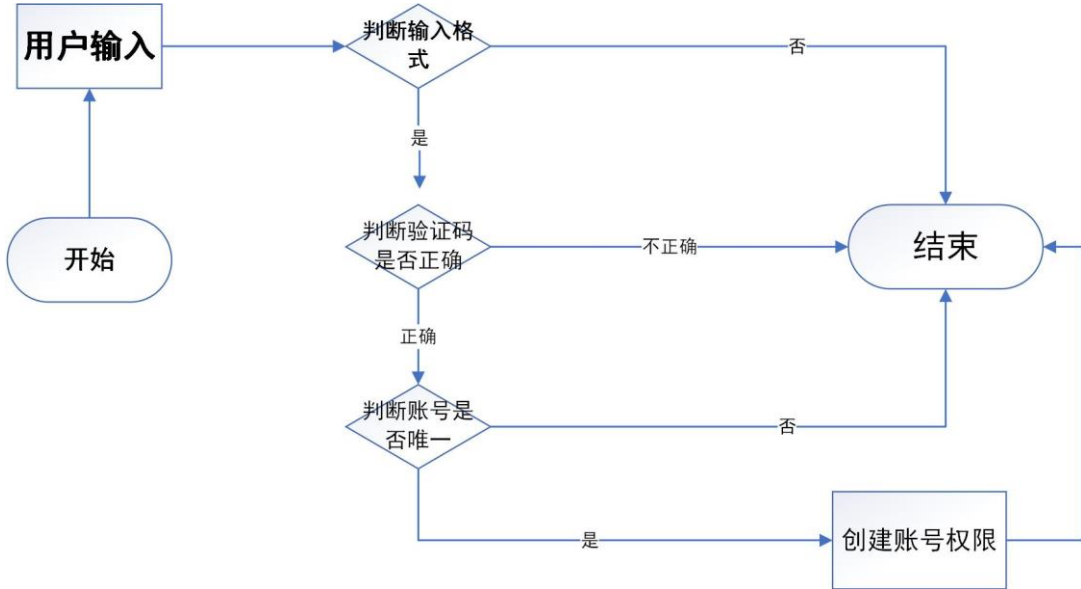 用户输入
判断输入格
式
否
是
开始
判断验证码
是否正确
不正确
结束
正确
判断账号是
否唯一
否
是
创建账号权限